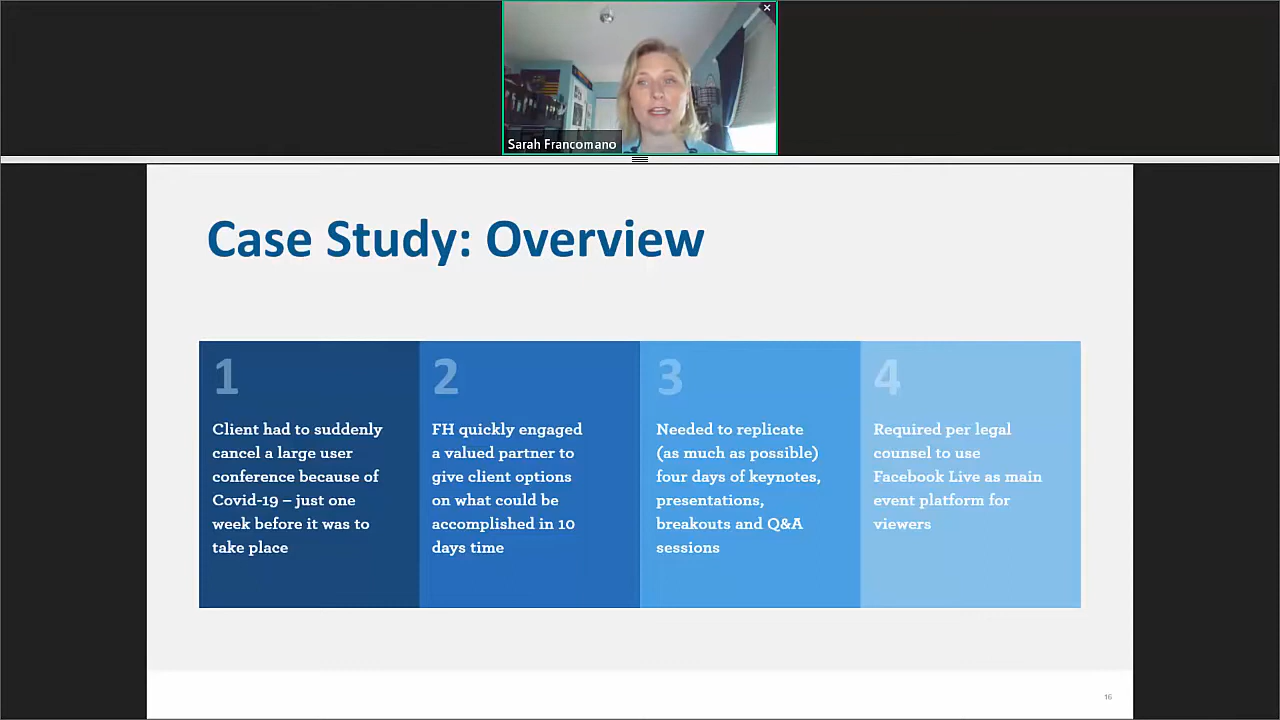 Sarah Francomano
Case Study: Overview
1
Client had to suddenly
cancel a large user
conference because of
Covid-19 – just one
week before it was to
take place
2
FH quickly engaged
a valued partner to
give client options
on what could be
accomplished in 10
days time
3
Needed to replicate
(as much as possible)
four days of keynotes,
presentations,
breakouts and Q&A
sessions
4
Required per legal
counsel to use
Facebook Live as main
event platform for
viewers
16